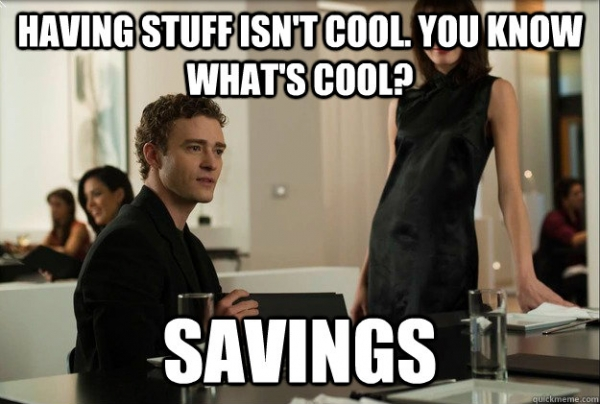 HAVING STUFF ISN'T COOL. YOU KNOW
WHAT'S COOL?
SAVINGS
quickmeme.com